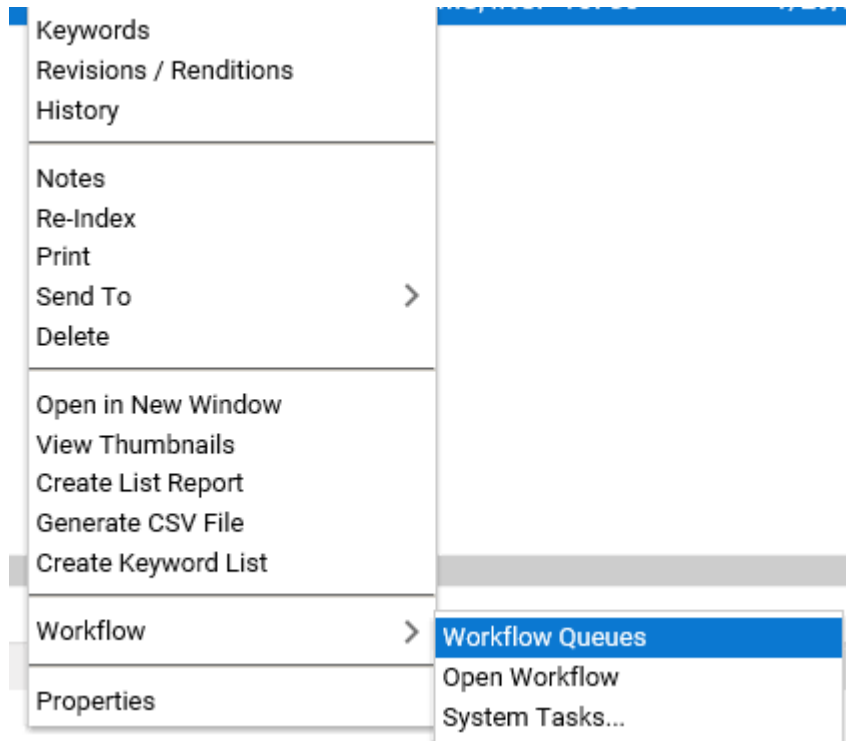 Keywords
Revisions / Renditions
History
Notes
Re-Index
Print
Send To
Delete
Open in New Window
View Thumbnails
Create List Report
Generate CSV File
Create Keyword List
Workflow
Workflow Queues
Open Workflow
System Tasks...
Properties